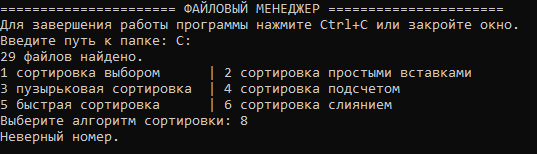 ====================== ФАЙЛОВЫЙ МЕНЕДЖЕР ======================
Для завершения работы программы нажмите Ctrl+C или закройте окно.
Введите путь к папке: C:
29 файлов найдено.
1 сортировка выбором      | 2 сортировка простыми вставками
3 пузырьковая сортировка  | 4 сортировка подсчетом
5 быстрая сортировка      | 6 сортировка слиянием
Выберите алгоритм сортировки: 8
Неверный номер.